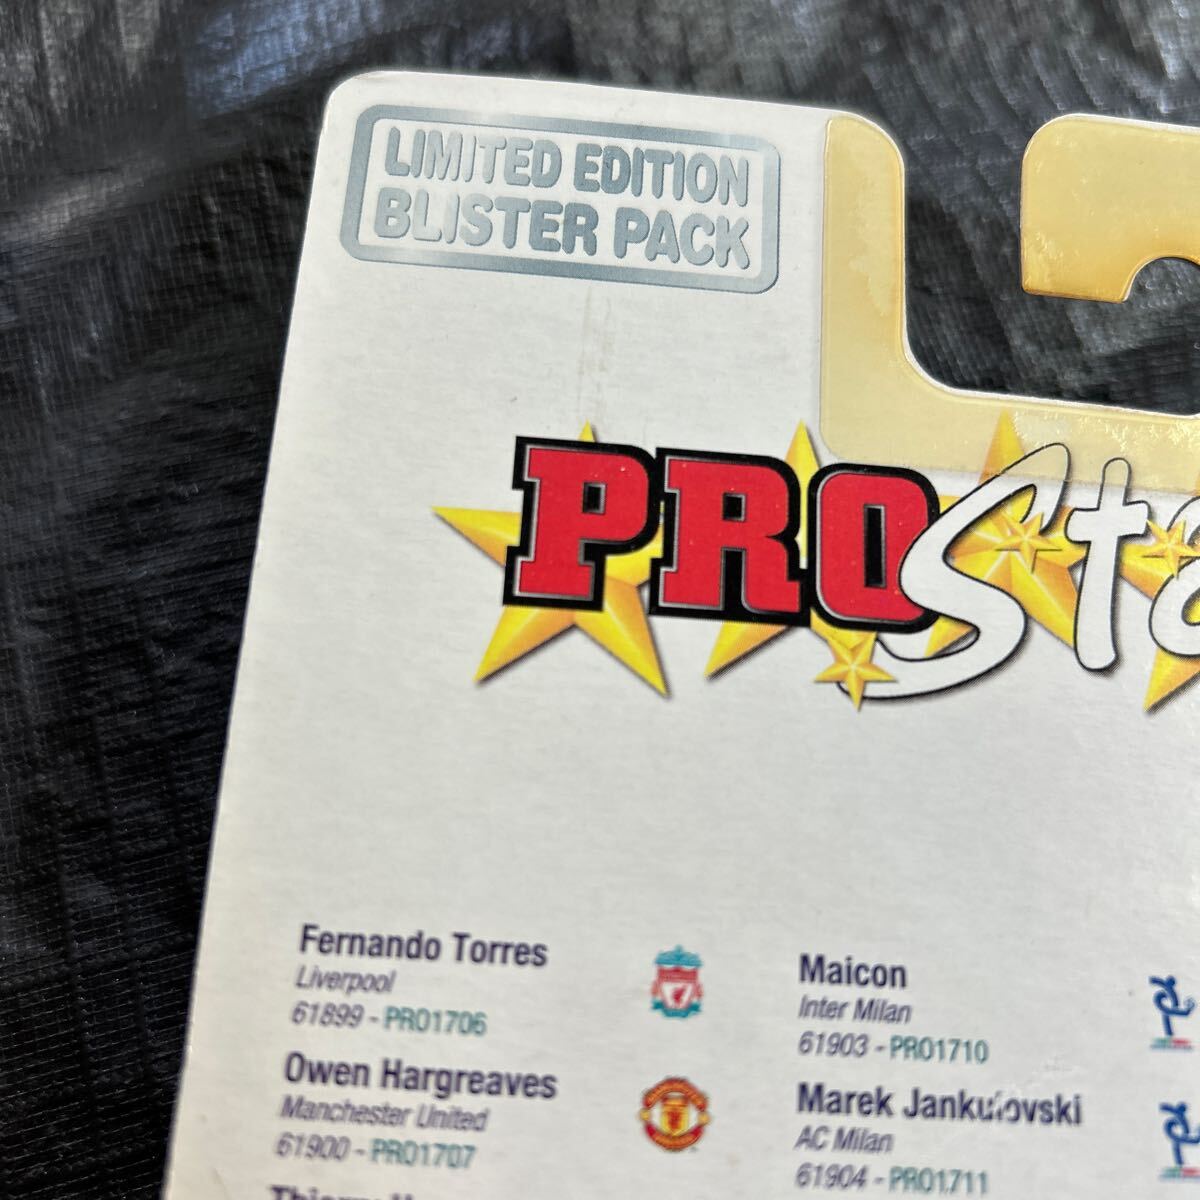 LIMITED EDITION
BLISTER PACK
PRO
Fernando Torres
Liverpool
61899 - PRO1706
Owen Hargreaves
Manchester United
61900 - PRO1707
Maicon
Inter Milan
61903 - PRO1710
Marek Jankulovski
AC Milan
61904 - PRO1711